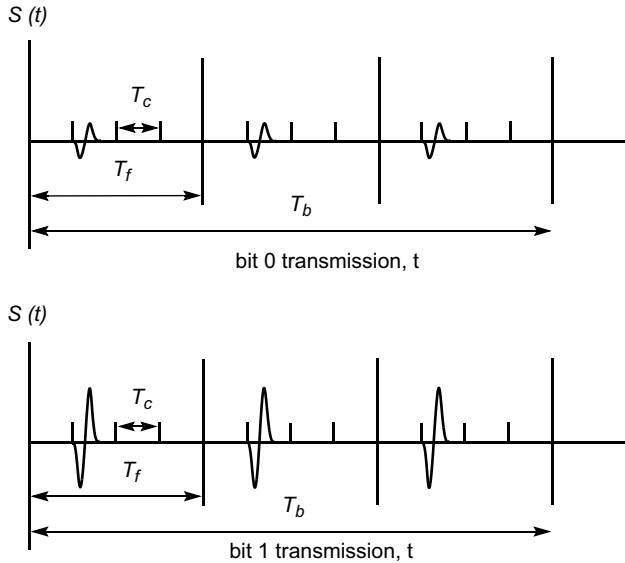 S (t)
T_c
T_f
T_b
bit 0 transmission, t
S (t)
T_c
T_f
T_b
bit 1 transmission, t